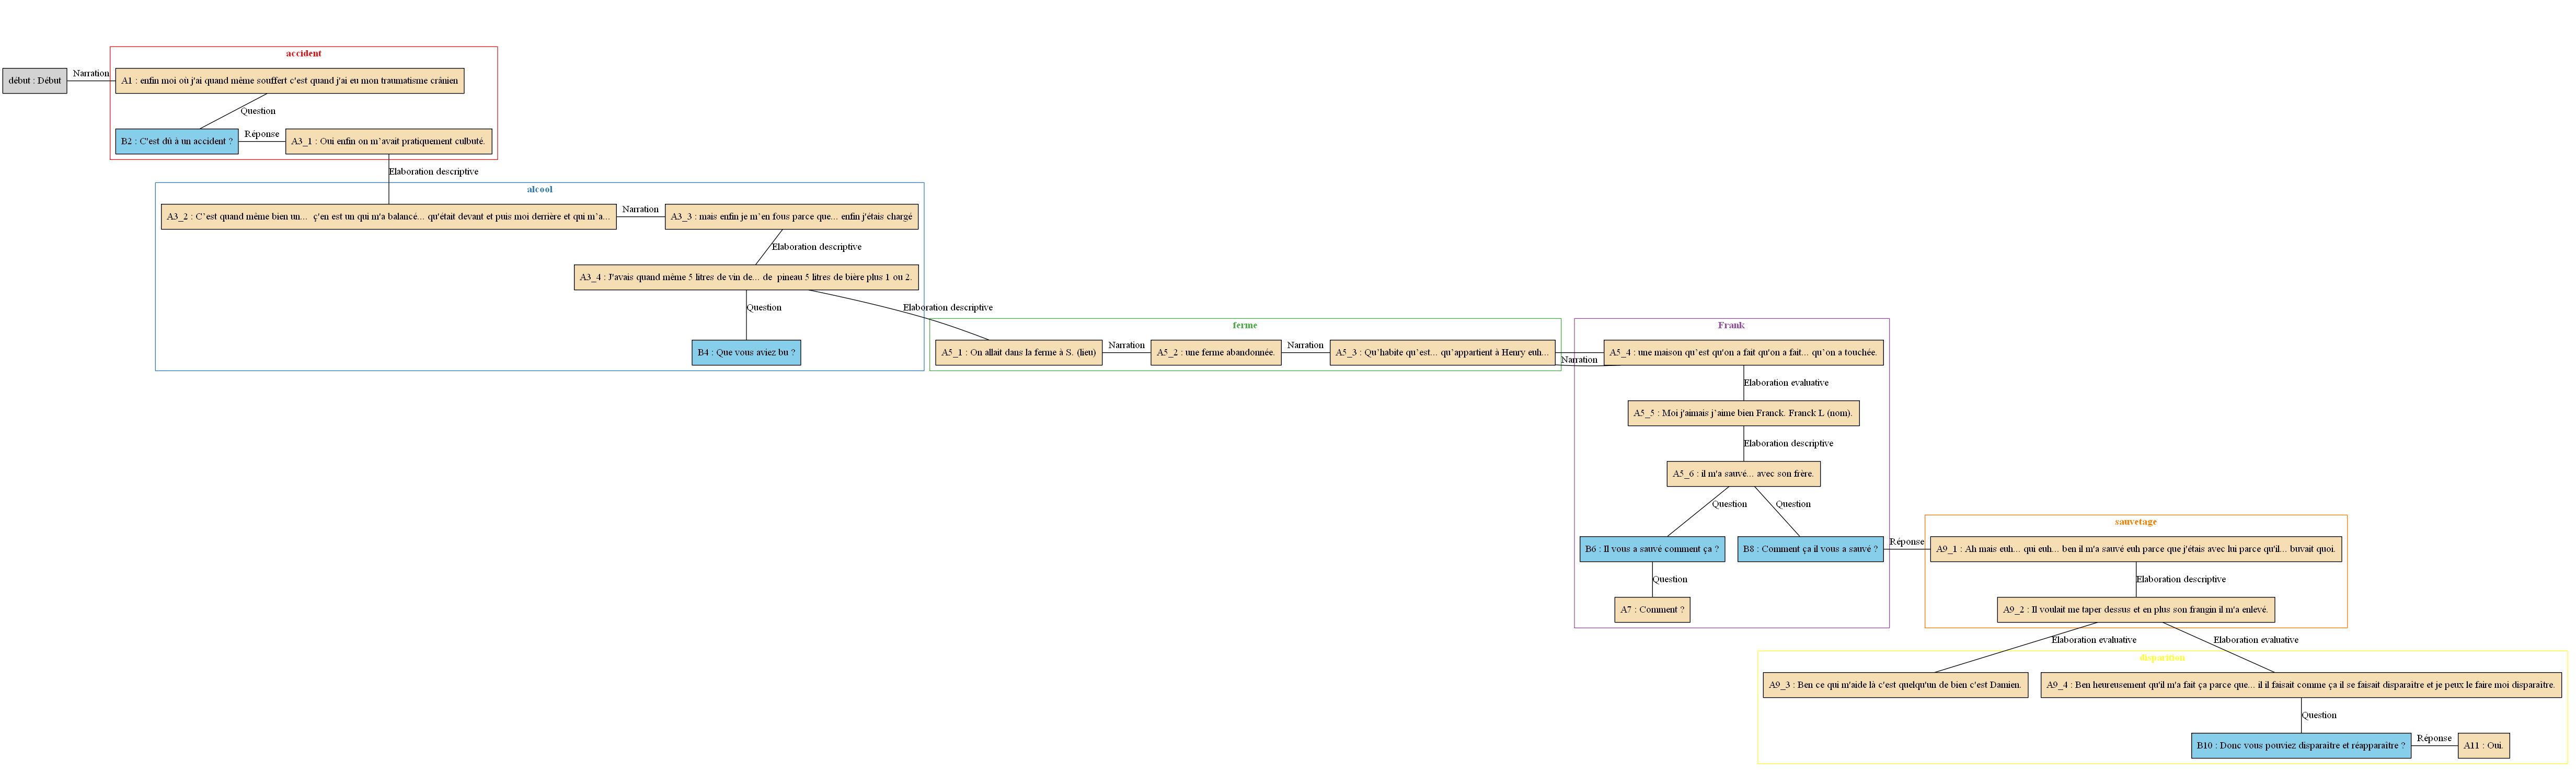 accident
début : Début
Narration
A1 : enfin moi où j'ai quand même souffert c'est quand j'ai eu mon traumatisme crânien
Question
B2 : C'est dû à un accident ?
Réponse
A3_1 : Oui enfin on m’avait pratiquement culbuté.
Elaboration descriptive
alcool
A3_2 : C’est quand même bien un...  ç'en est un qui m'a balancé... qu'était devant et puis moi derrière et qui m’a...
Narration
A3_3 : mais enfin je m’en fous parce que... enfin j'étais chargé
Elaboration descriptive
A3_4 : J'avais quand même 5 litres de vin de... de  pineau 5 litres de bière plus 1 ou 2.
Question
Elaboration descriptive
B4 : Que vous aviez bu ?
ferme
A5_1 : On allait dans la ferme à S. (lieu)
Narration
A5_2 : une ferme abandonnée.
Narration
A5_3 : Qu’habite qu’est... qu’appartient à Henry euh...
Narration
Frank
A5_4 : une maison qu’est qu'on a fait qu'on a fait... qu’on a touchée.
Elaboration evaluative
A5_5 : Moi j'aimais j’aime bien Franck. Franck L (nom).
Elaboration descriptive
A5_6 : il m'a sauvé... avec son frère.
Question
Question
B6 : Il vous a sauvé comment ça ?
B8 : Comment ça il vous a sauvé ?
Réponse
Question
A7 : Comment ?
sauvetage
A9_1 : Ah mais euh... qui euh... ben il m'a sauvé euh parce que j'étais avec lui parce qu'il... buvait quoi.
Elaboration descriptive
A9_2 : Il voulait me taper dessus et en plus son frangin il m'a enlevé.
Elaboration evaluative
Elaboration evaluative
disparition
A9_3 : Ben ce qui m'aide là c'est quelqu'un de bien c'est Damien.
A9_4 : Ben heureusement qu'il m'a fait ça parce que... il il faisait comme ça il se faisait disparaître et je peux le faire moi disparaître.
Question
B10 : Donc vous pouviez disparaître et réapparaître ?
Réponse
A11 : Oui.